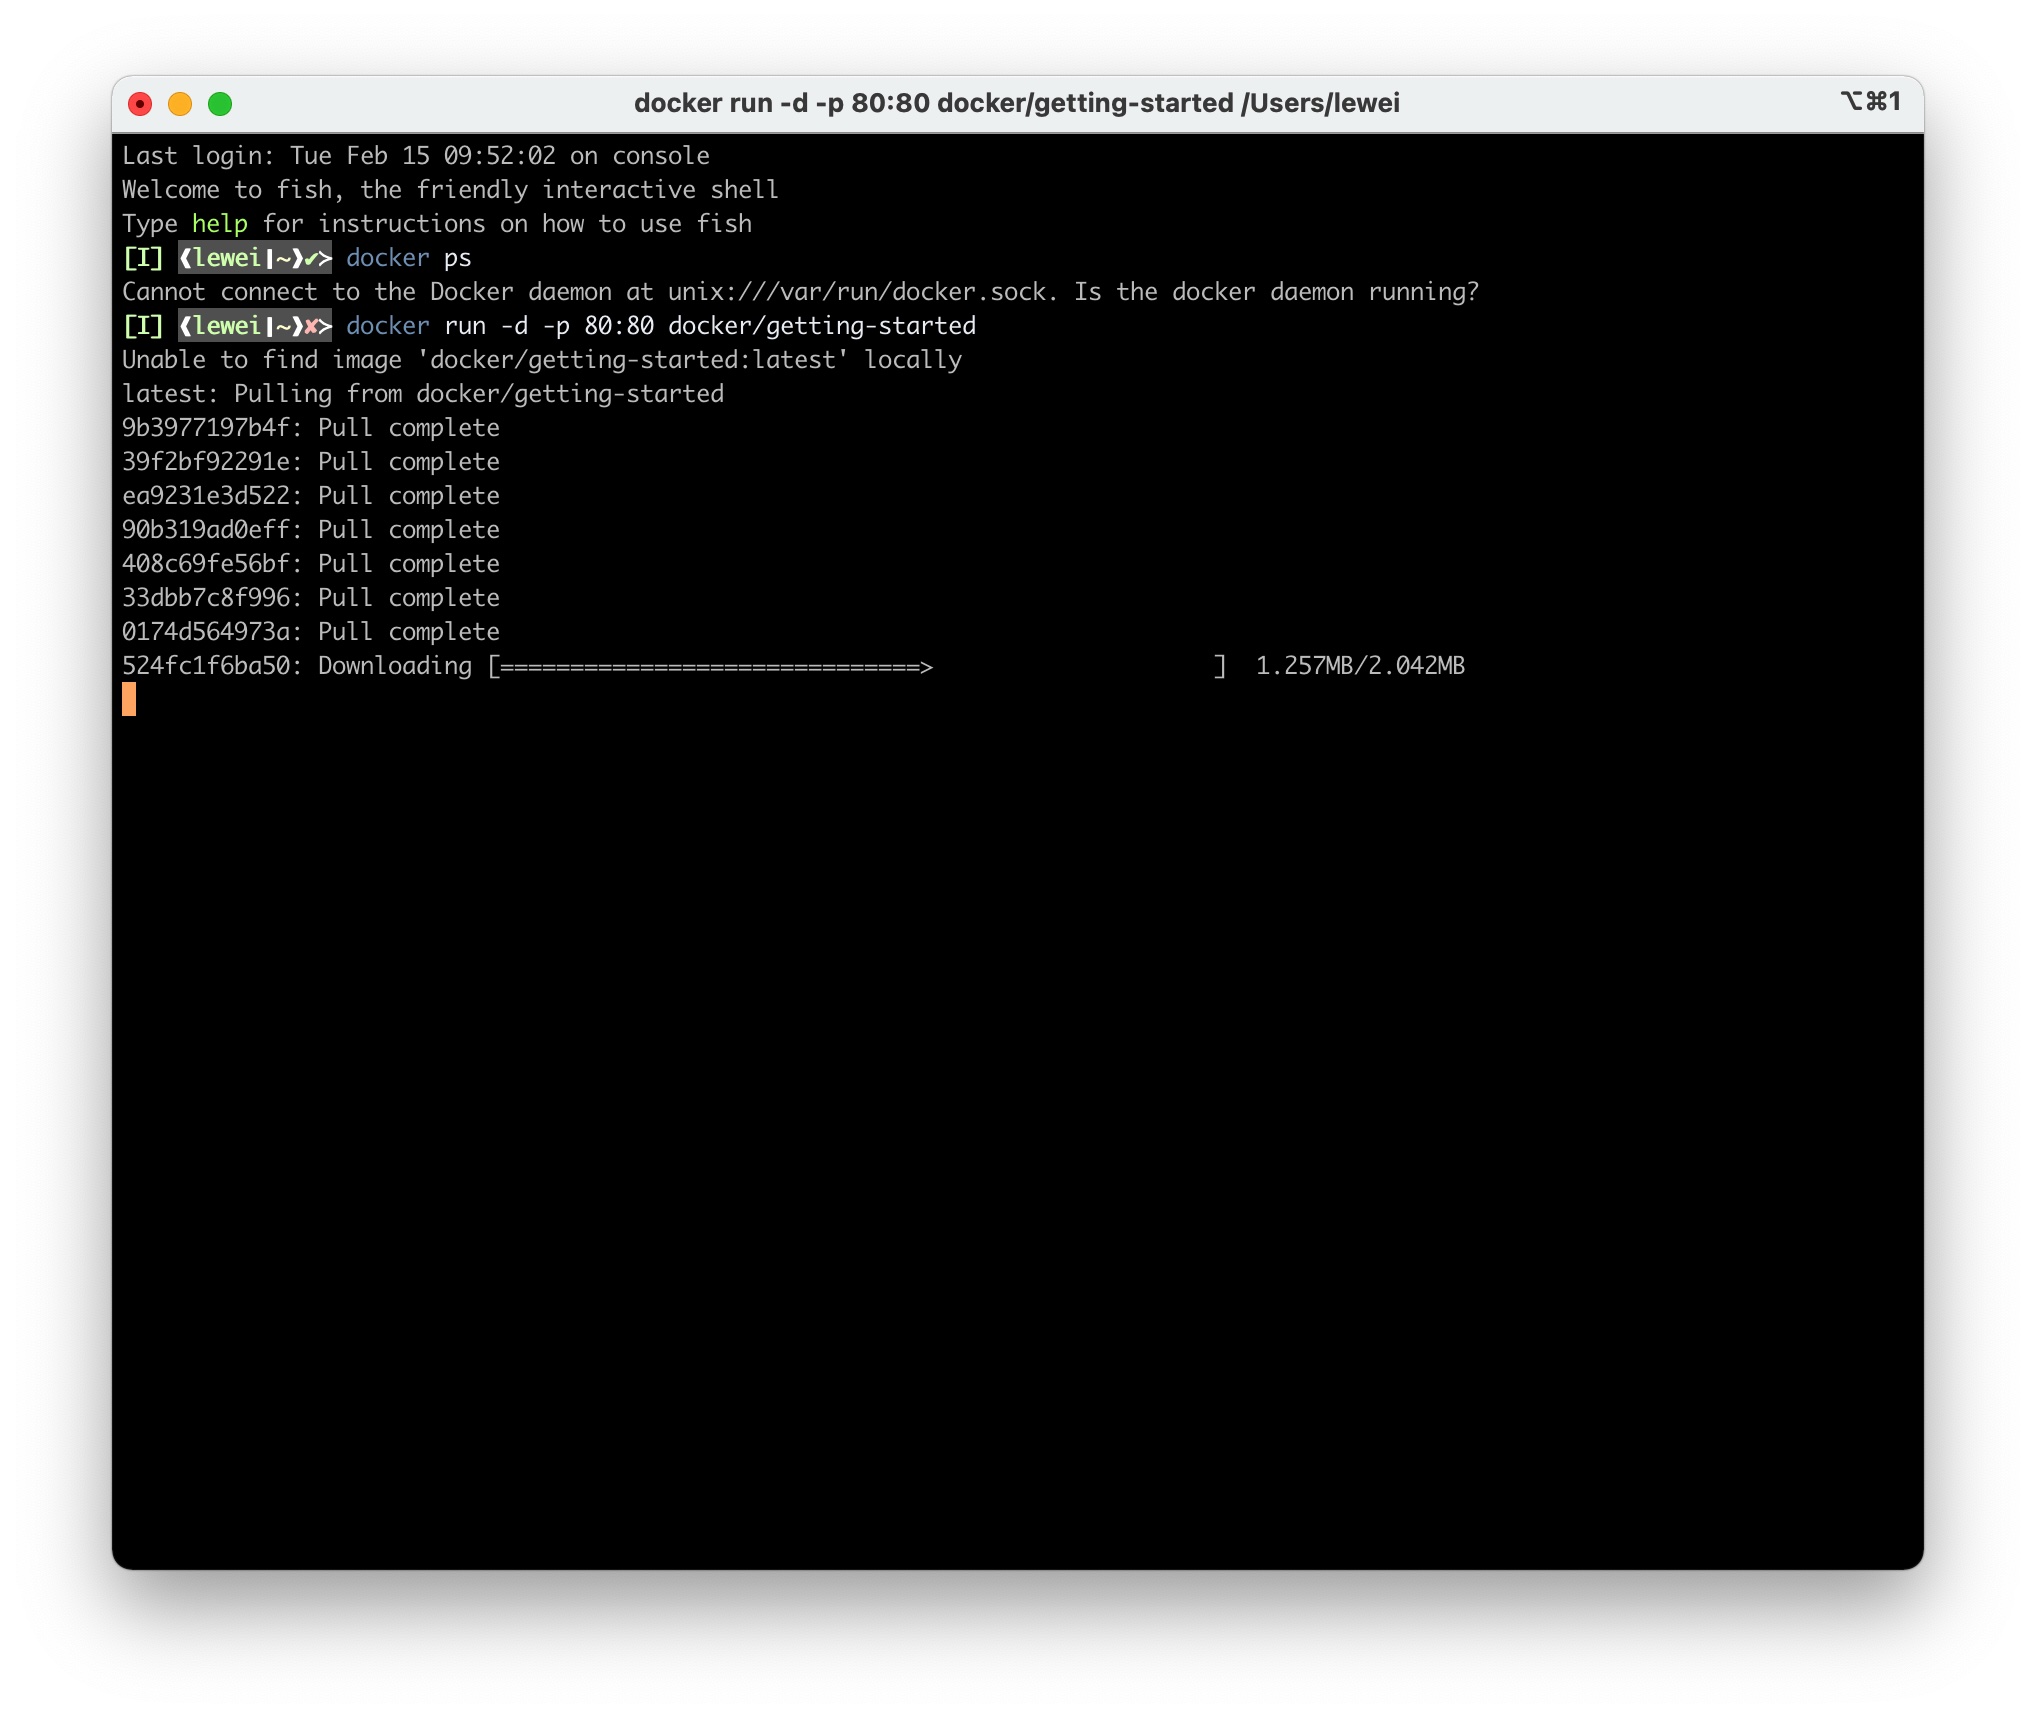 docker run -d -p 80:80 docker/getting-started /Users/lewei
⌥⌘1
Last login: Tue Feb 15 09:52:02 on console
Welcome to fish, the friendly interactive shell
Type help for instructions on how to use fish
[I] ❰lewei❙~❱✔≻ docker ps
Cannot connect to the Docker daemon at unix:///var/run/docker.sock. Is the docker daemon running?
[I] ❰lewei❙~❱✘≻ docker run -d -p 80:80 docker/getting-started
Unable to find image 'docker/getting-started:latest' locally
latest: Pulling from docker/getting-started
9b3977197b4f: Pull complete
39f2bf92291e: Pull complete
ea9231e3d522: Pull complete
90b319ad0eff: Pull complete
408c69fe56bf: Pull complete
33dbb7c8f996: Pull complete
0174d564973a: Pull complete
524fc1f6ba50: Downloading [==============================>                    ]  1.257MB/2.042MB